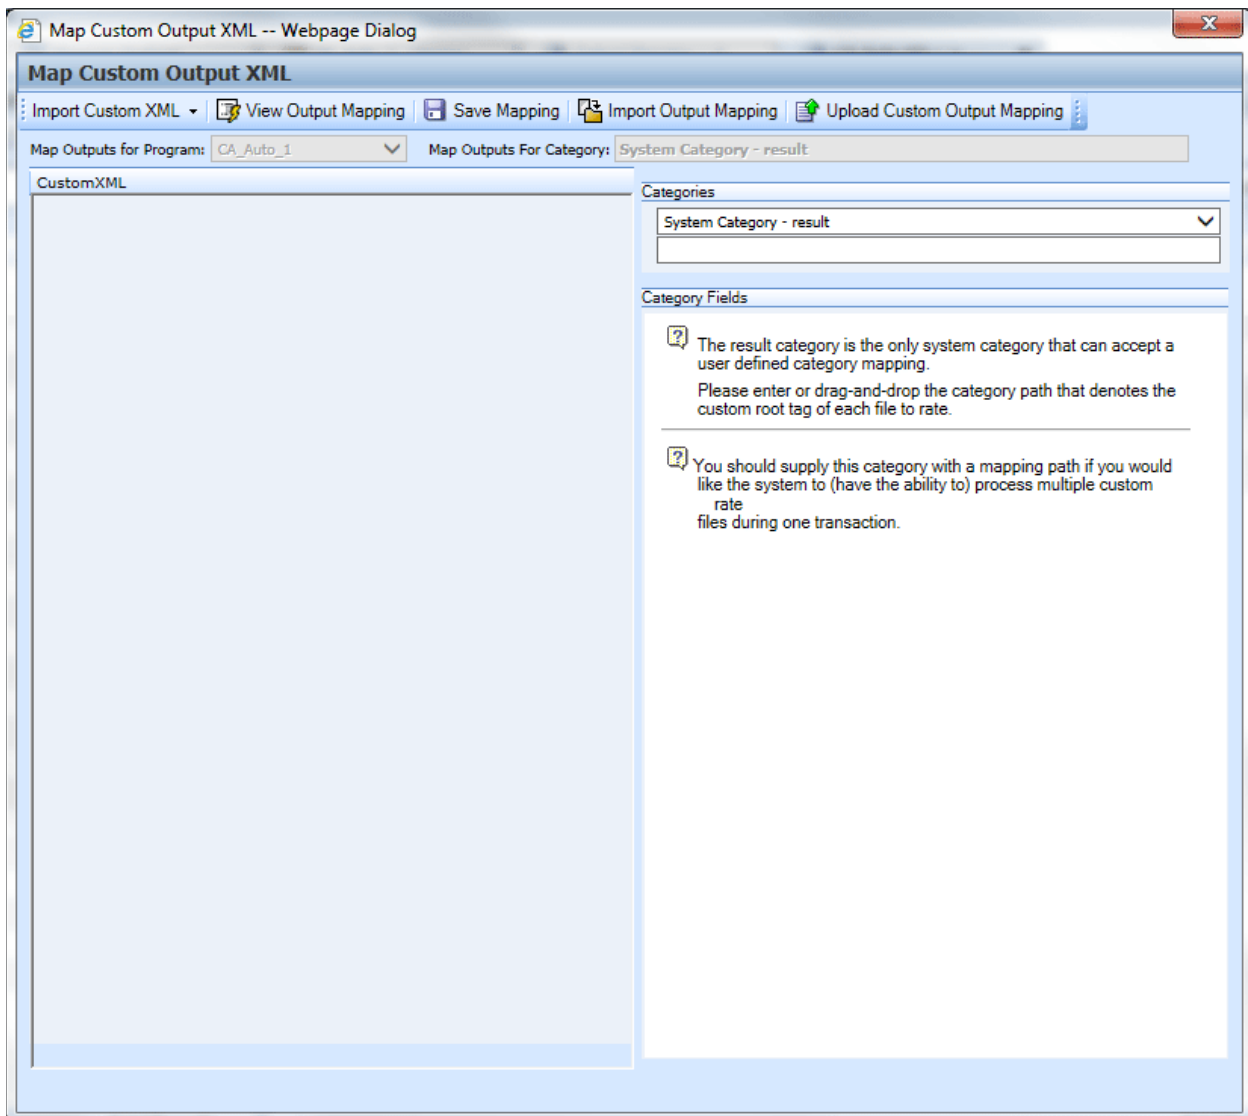 Map Custom Output XML -- Webpage Dialog
X
Map Custom Output XML
Import Custom XML View Output Mapping Save Mapping Import Output Mapping Upload Custom Output Mapping
Map Outputs for Program: CA_Auto_1 Map Outputs For Category: System Category - result
CustomXML
Categories
System Category - result
Category Fields
The result category is the only system category that can accept a
user defined category mapping.
Please enter or drag-and-drop the category path that denotes the
custom root tag of each file to rate.
You should supply this category with a mapping path if you would
like the system to (have the ability to) process multiple custom
rate
files during one transaction.